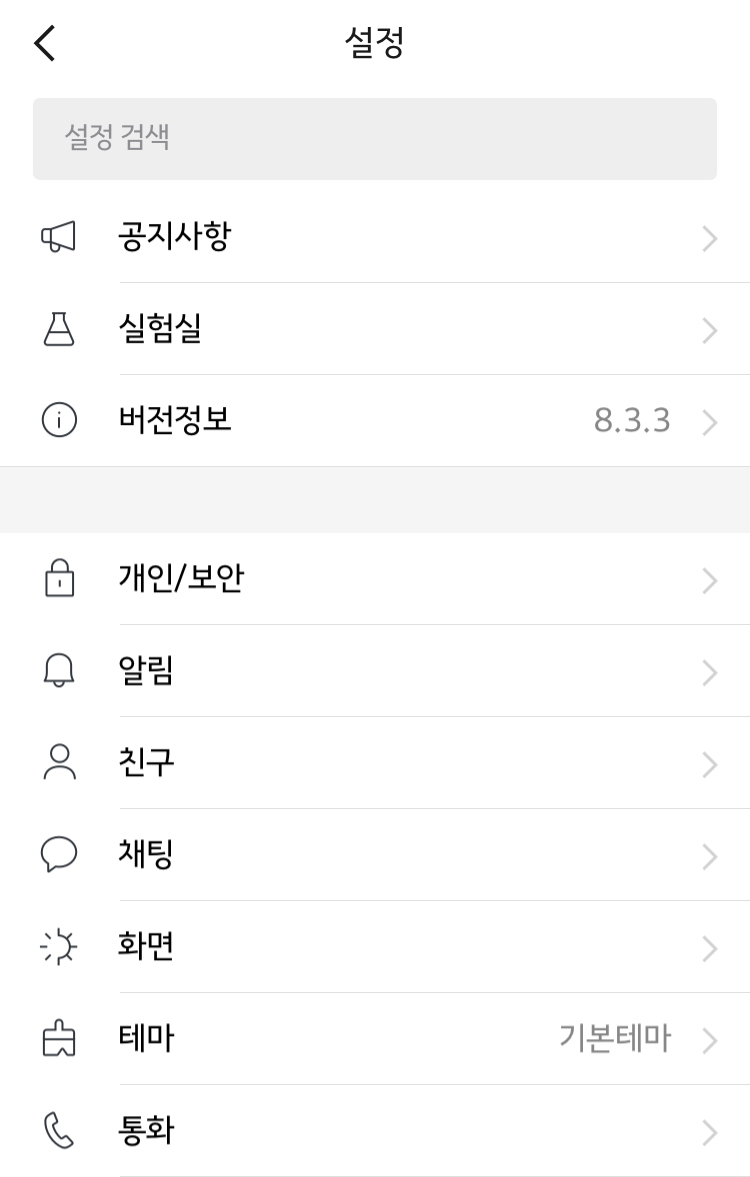 설정
설정 검색
공지사항
실험실
버전정보 8.3.3
개인/보안
알림
친구
채팅
화면
테마 기본테마
통화